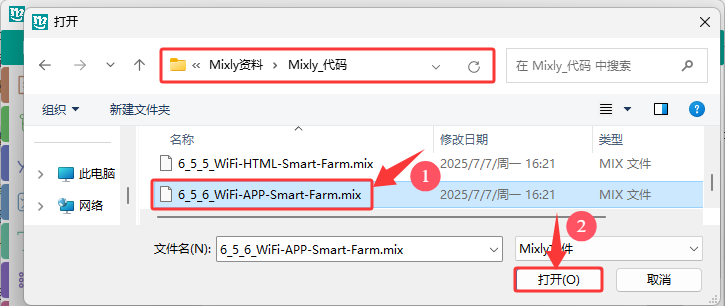 打开
Mixly资料 › Mixly_代码
在 Mixly_代码 中搜索
组织
新建文件夹
名称 修改日期 类型
此电脑
6_5_5_WiFi-HTML-Smart-Farm.mix 2025/7/7/周一 16:21 MIX 文件
网络
6_5_6_WiFi-APP-Smart-Farm.mix 2025/7/7/周一 16:21 MIX 文件
1
2
文件名(N): 6_5_6_WiFi-APP-Smart-Farm.mix Mixly文件
打开(O) 取消